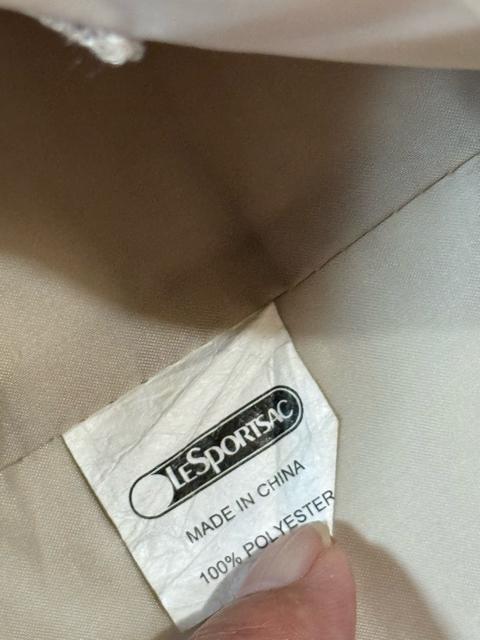 LeSportsac
MADE IN CHINA
100% POLYESTER